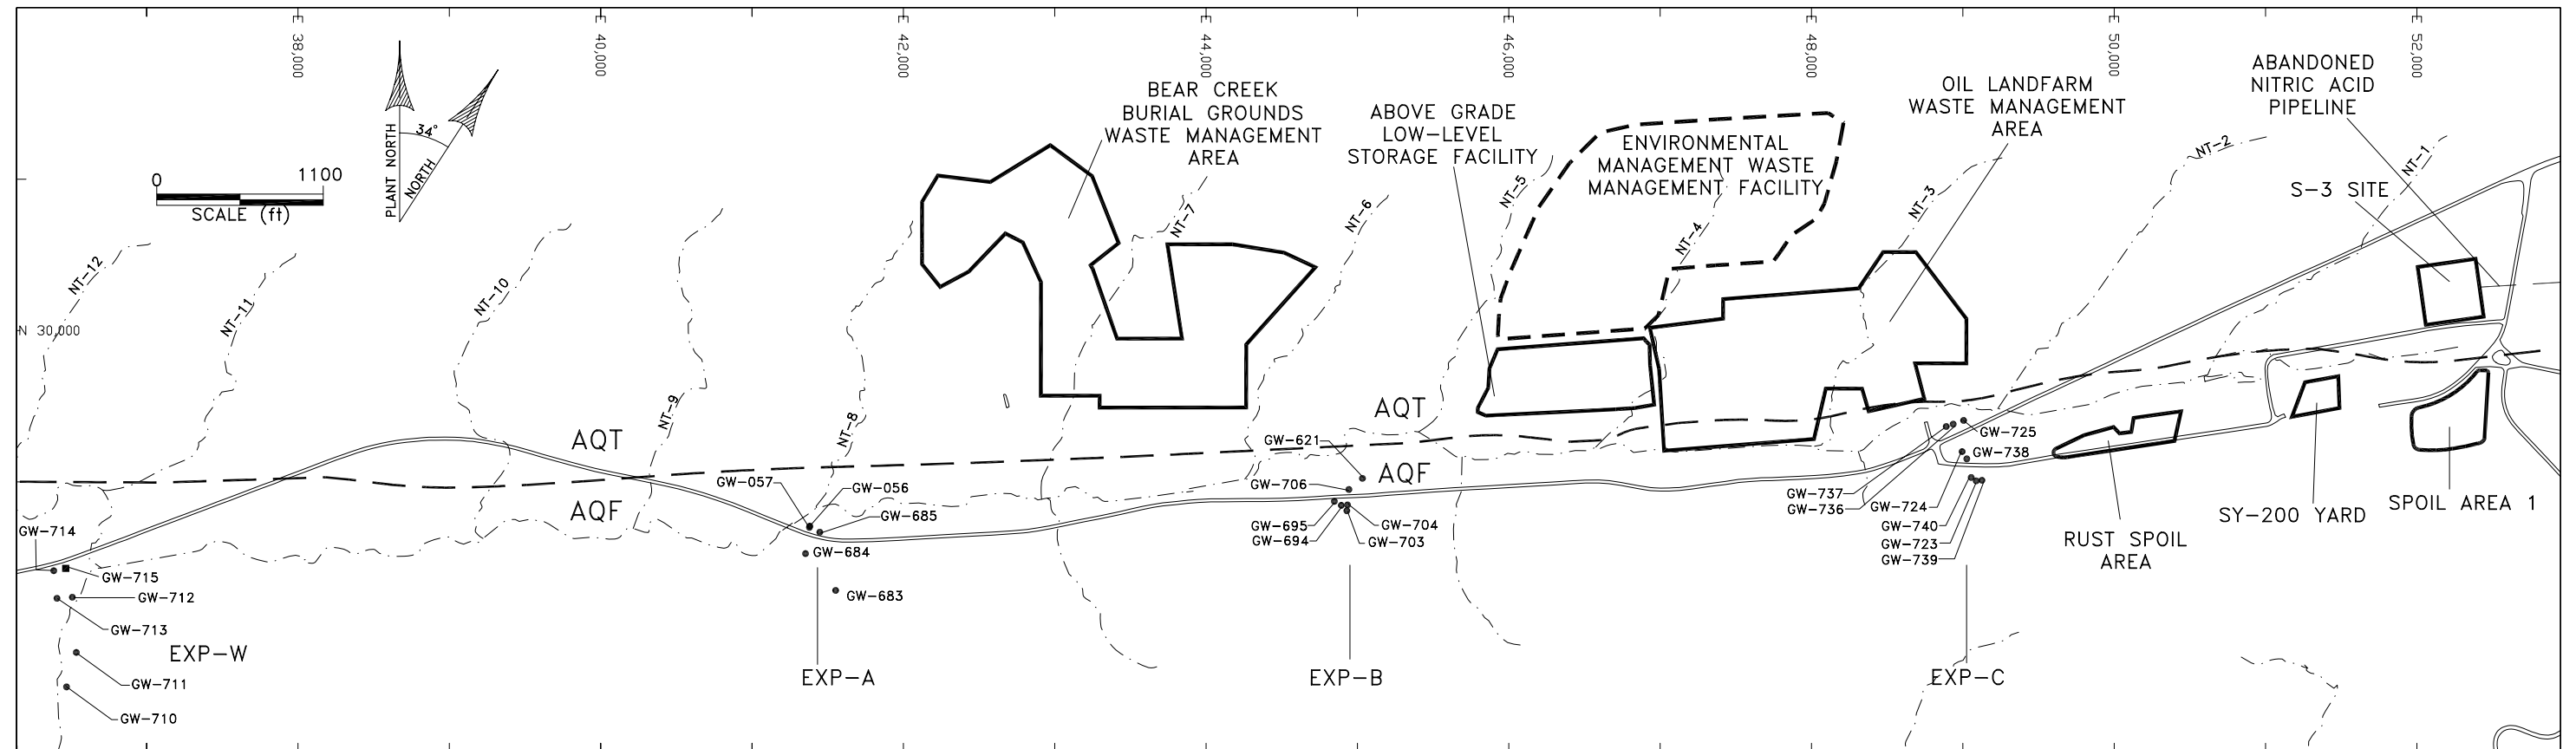 E 38,000
E 40,000
E 42,000
E 44,000
E 46,000
E 48,000
E 50,000
E 52,000
PLANT NORTH
34°
NORTH
0 1100
SCALE (ft)
N 30,000
BEAR CREEK
BURIAL GROUNDS
WASTE MANAGEMENT
AREA
ABOVE GRADE
LOW-LEVEL
STORAGE FACILITY
ENVIRONMENTAL
MANAGEMENT WASTE
MANAGEMENT FACILITY
OIL LANDFARM
WASTE MANAGEMENT
AREA
ABANDONED
NITRIC ACID
PIPELINE
S-3 SITE
NT-12
NT-11
NT-10
NT-9
NT-8
NT-7
NT-6
NT-5
NT-4
NT-3
NT-2
NT-1
AQT
AQF
AQT
AQF
GW-714
GW-715
GW-712
GW-713
EXP-W
GW-711
GW-710
GW-057
GW-056
GW-685
GW-684
GW-683
EXP-A
GW-621
GW-706
GW-695
GW-694
GW-704
GW-703
EXP-B
GW-725
GW-738
GW-737
GW-736
GW-724
GW-740
GW-723
GW-739
EXP-C
RUST SPOIL
AREA
SY-200 YARD
SPOIL AREA 1